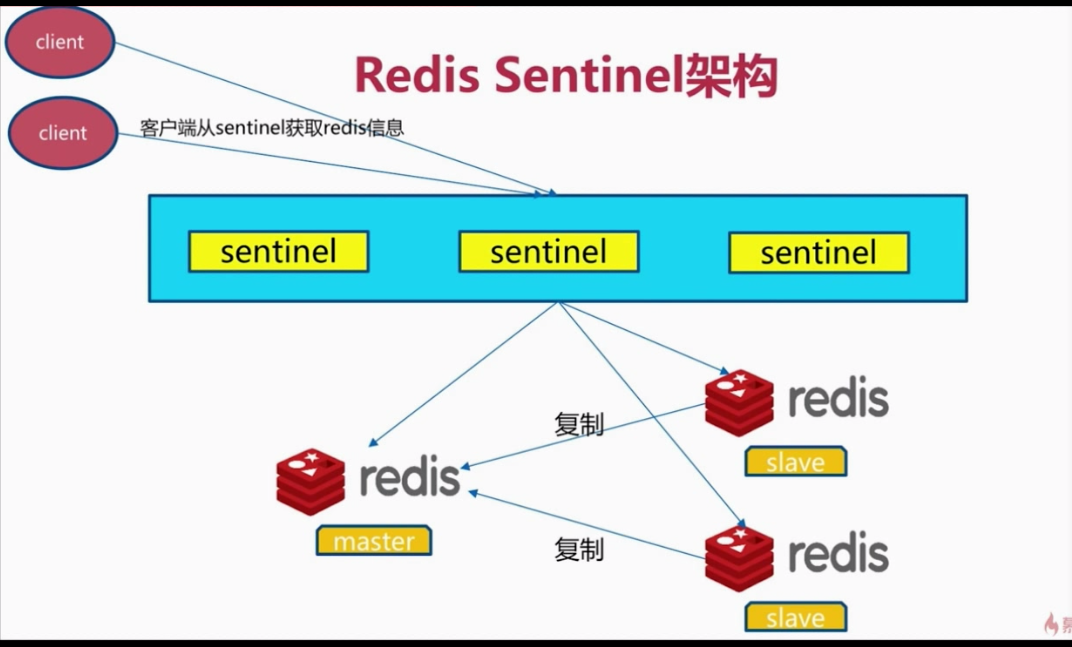 client
Redis Sentinel架构
client
客户端从sentinel获取redis信息
sentinel
sentinel
sentinel
redis
复制
slave
redis
master
复制
redis
slave